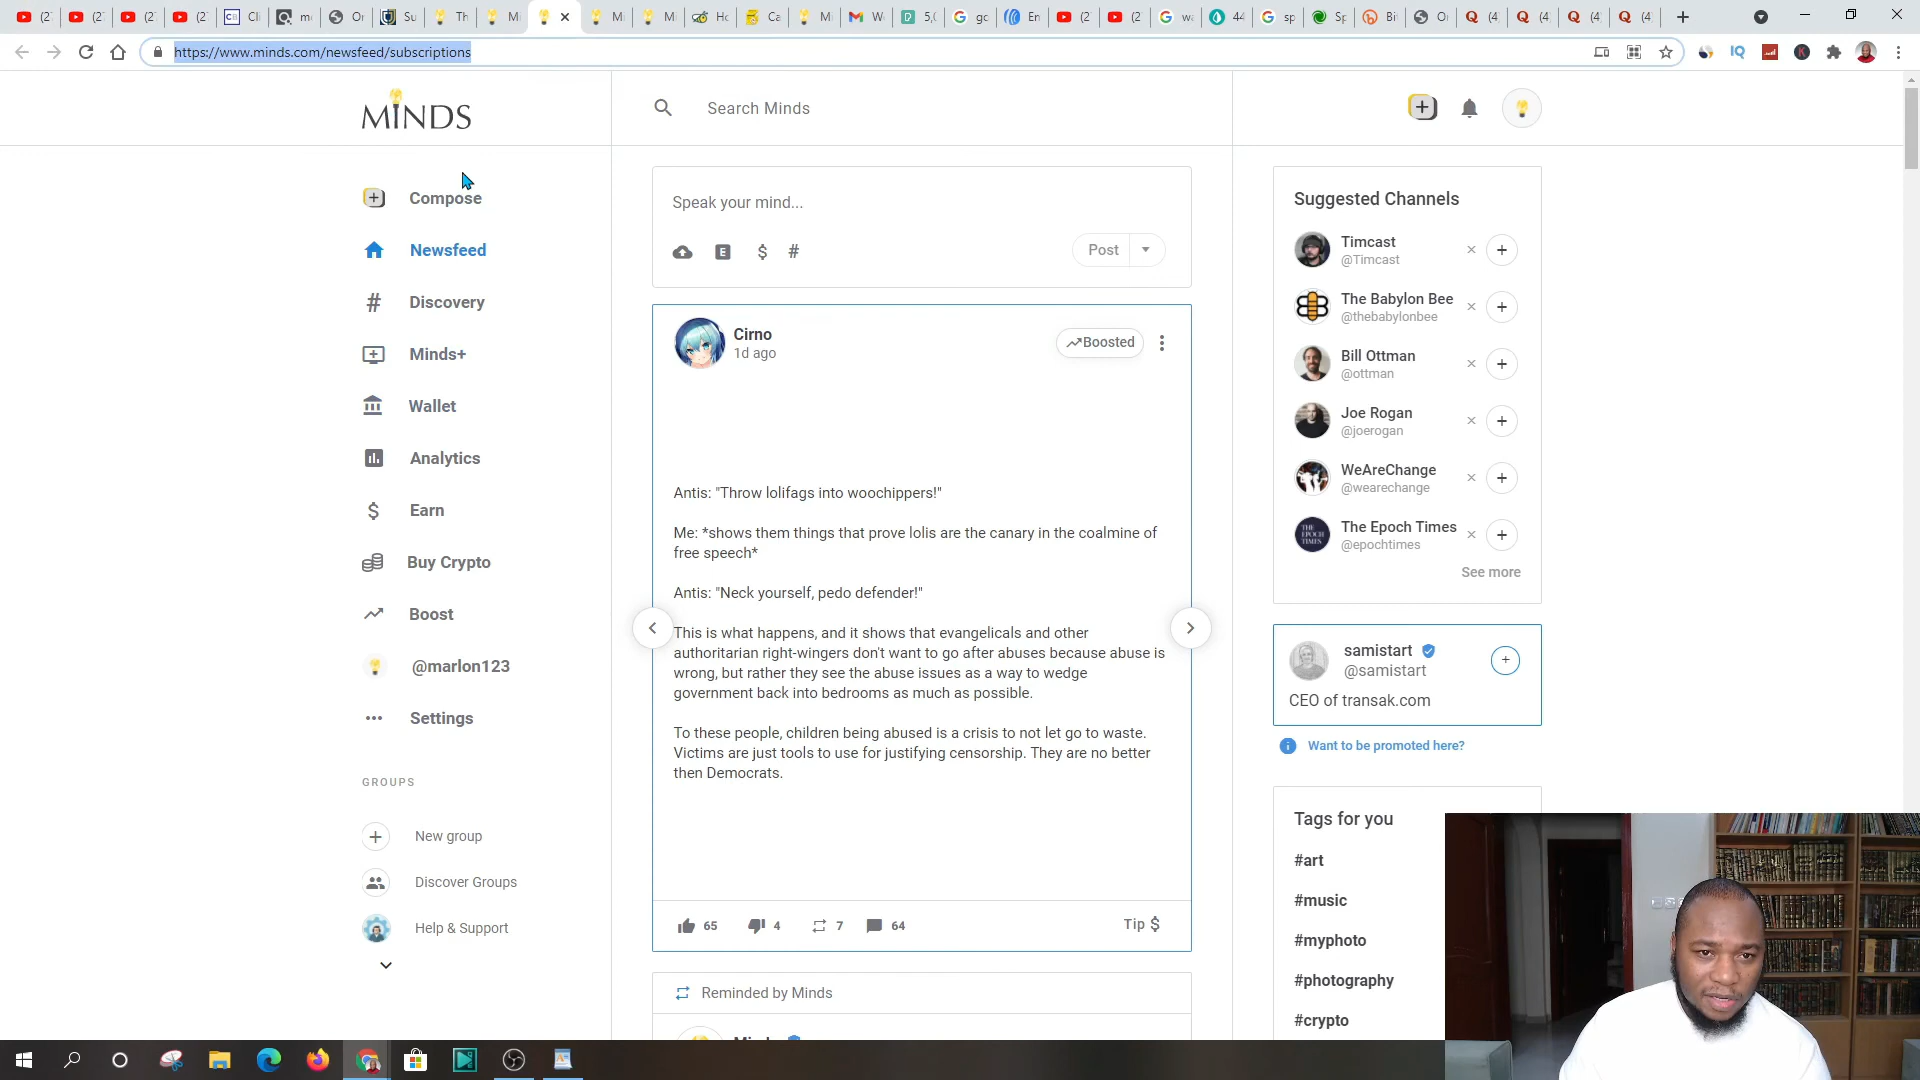 https://www.minds.com/newsfeed/subscriptions
MINDS
Search Minds
Compose
Newsfeed
Discovery
Minds+
Wallet
Analytics
Earn
Buy Crypto
Boost
@marlon123
Settings
GROUPS
New group
Discover Groups
Help & Support
Speak your mind...
Post
Cirno
1d ago
Boosted
Antis: "Throw lolifags into woochippers!"
Me: *shows them things that prove lolis are the canary in the coalmine of
free speech*
Antis: "Neck yourself, pedo defender!"
This is what happens, and it shows that evangelicals and other
authoritarian right-wingers don't want to go after abuses because abuse is
wrong, but rather they see the abuse issues as a way to wedge
government back into bedrooms as much as possible.
To these people, children being abused is a crisis to not let go to waste.
Victims are just tools to use for justifying censorship. They are no better
then Democrats.
65
4
7
64
Tip $
Reminded by Minds
Suggested Channels
Timcast
@Timcast
The Babylon Bee
@thebabylonbee
Bill Ottman
@ottman
Joe Rogan
@joerogan
WeAreChange
@wearechange
The Epoch Times
@epochtimes
See more
samistart
@samistart
CEO of transak.com
Want to be promoted here?
Tags for you
#art
#music
#myphoto
#photography
#crypto